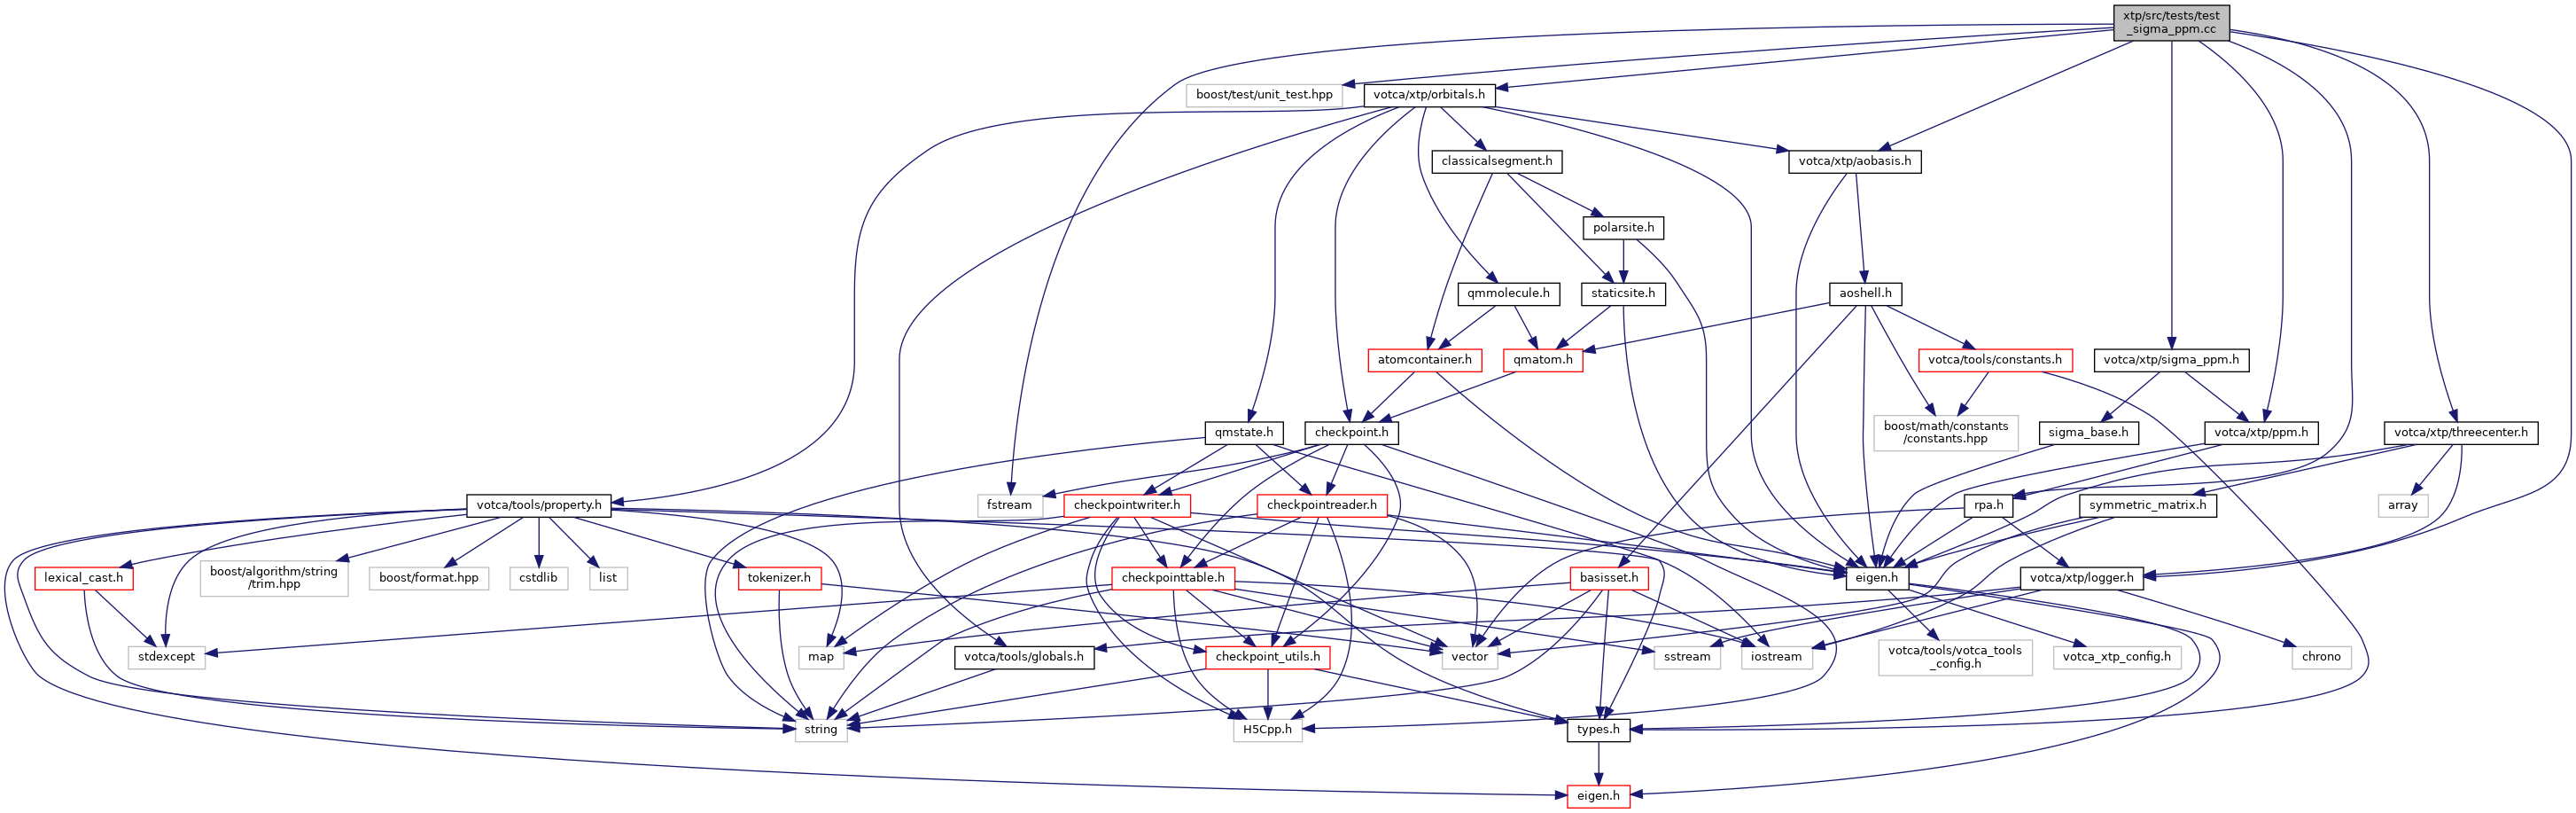 xtp/src/tests/test
_sigma_ppm.cc
boost/test/unit_test.hpp
votca/xtp/orbitals.h
classicalsegment.h
votca/xtp/aobasis.h
polarsite.h
qmmolecule.h
staticsite.h
aoshell.h
atomcontainer.h
qmatom.h
votca/tools/constants.h
votca/xtp/sigma_ppm.h
qmstate.h
checkpoint.h
boost/math/constants
/constants.hpp
sigma_base.h
votca/xtp/ppm.h
votca/xtp/threecenter.h
votca/tools/property.h
fstream
checkpointwriter.h
checkpointreader.h
rpa.h
symmetric_matrix.h
array
lexical_cast.h
boost/algorithm/string
/trim.hpp
boost/format.hpp
cstdlib
list
tokenizer.h
checkpointtable.h
basisset.h
eigen.h
votca/xtp/logger.h
stdexcept
map
votca/tools/globals.h
checkpoint_utils.h
vector
sstream
iostream
votca/tools/votca_tools
_config.h
votca_xtp_config.h
chrono
string
H5Cpp.h
types.h
eigen.h